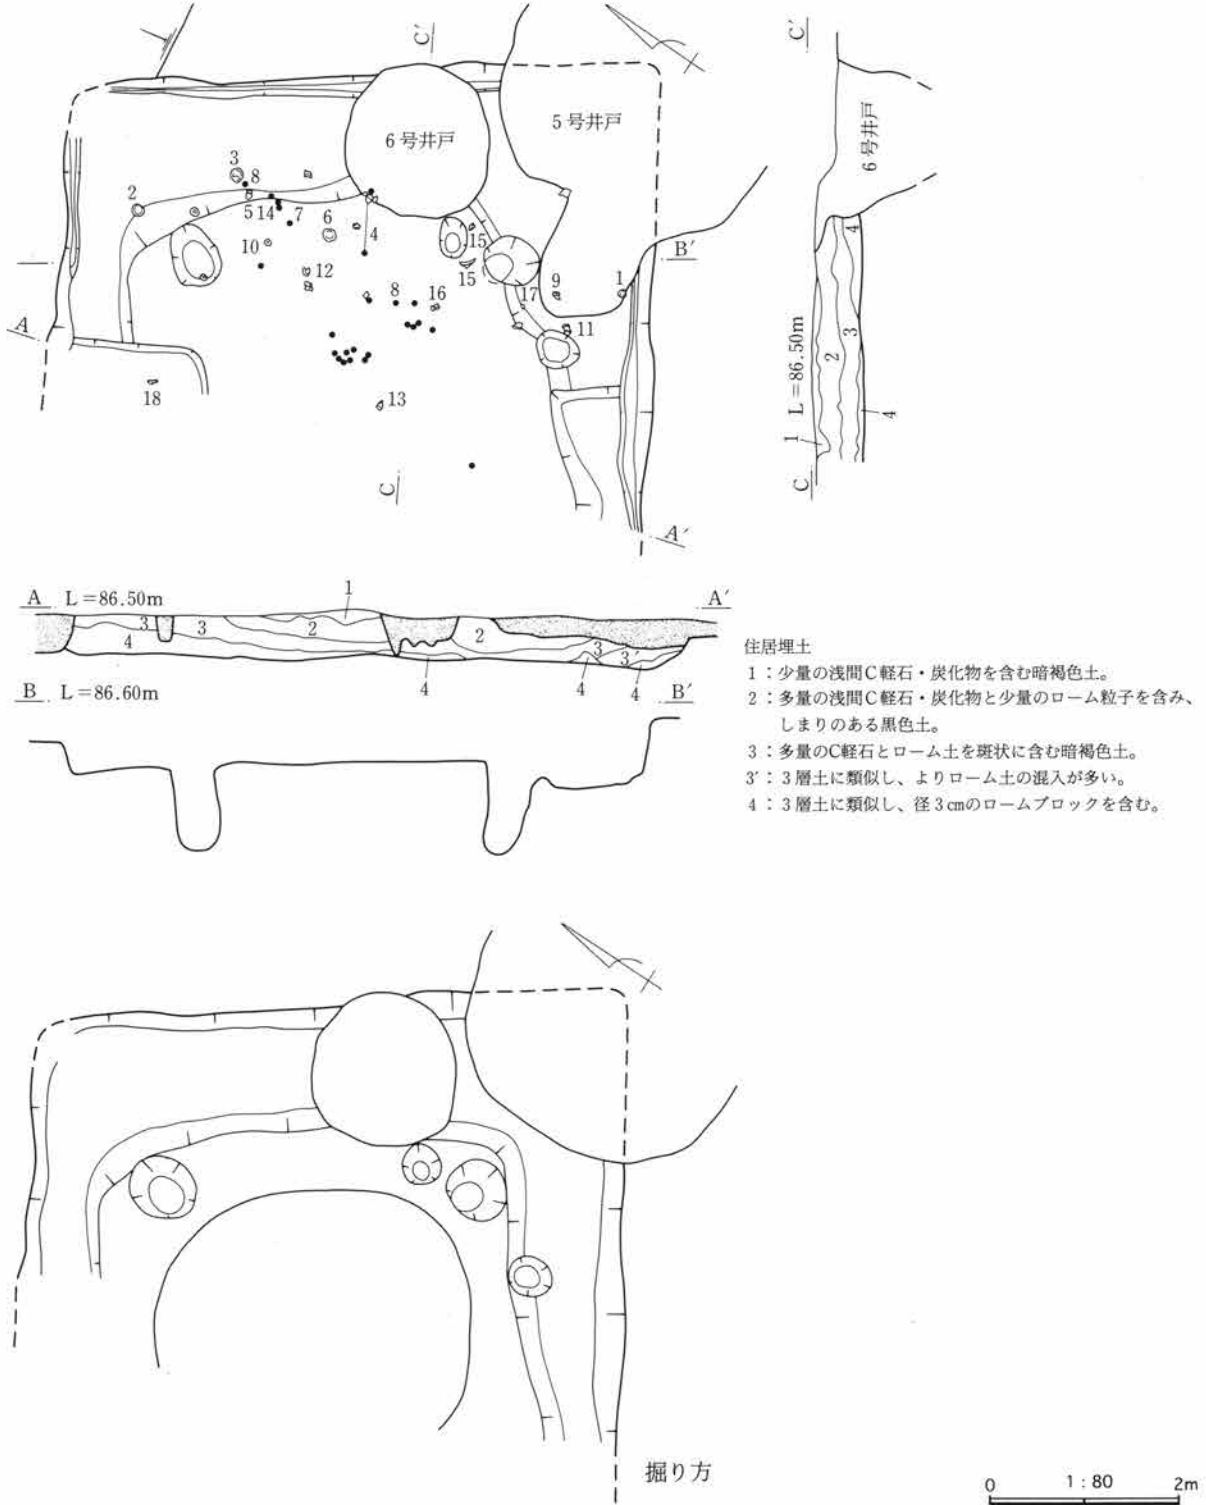 C′
C′
5号井戸
6号井戸
6号井戸
3
8
2
5
14
7
6
4
15
10
15
B′
12
9
1
8
16
17
11
A
18
13
C
A′
4
3
2
L=86.50m
4
1
C
A L=86.50m
1
A′
3
3
2
2
3
4
3′
4
4
4
B L=86.60m
B′
住居埋土
1：少量の浅間C軽石・炭化物を含む暗褐色土。
2：多量の浅間C軽石・炭化物と少量のローム粒子を含み、
しまりのある黒色土。
3：多量のC軽石とローム土を斑状に含む暗褐色土。
3′：3層土に類似し、よりローム土の混入が多い。
4：3層土に類似し、径3cmのロームブロックを含む。
掘り方
0 1:80 2m